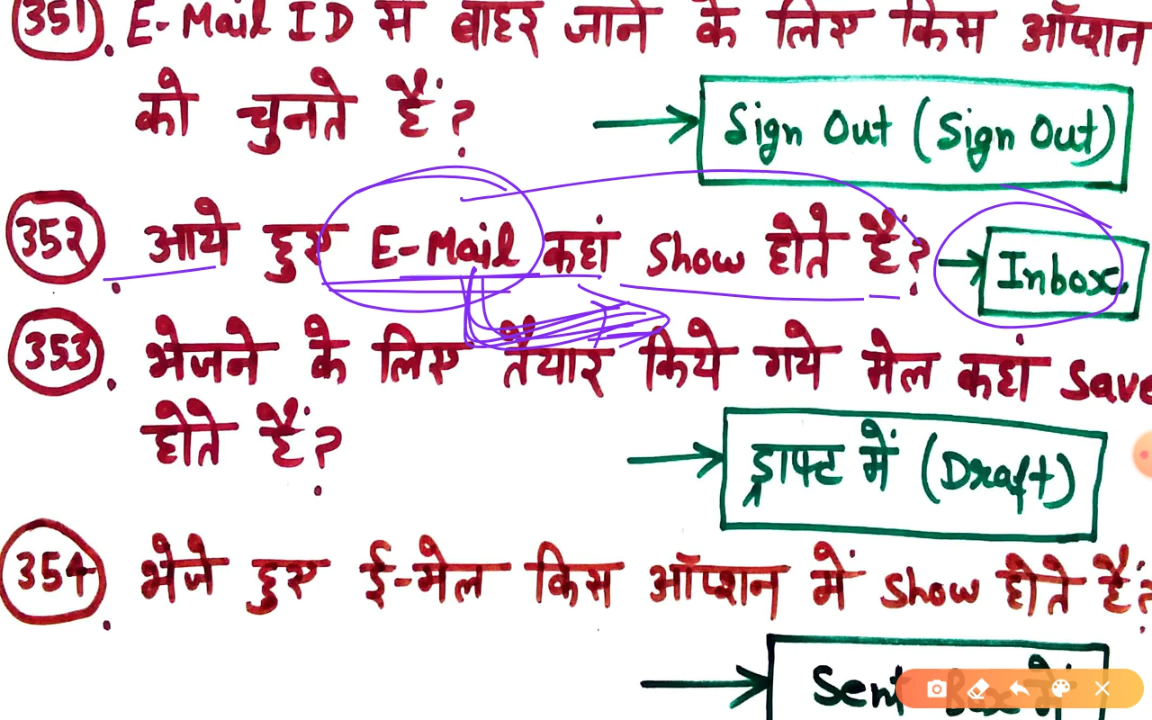 351. E-Mail ID से बाहर जाने के लिए किस ऑप्शन
को चुनते हैं?
→ Sign Out (Sign Out)
352. आये हुए E-Mail कहां Show होते है? → Inbox
353. भेजने के लिए तैयार किये गये मेल कहां Save
होते हैं?
→ ड्राफ्ट में (Draft)
354. भेजे हुए ई-मेल किस ऑप्शन में Show होते हैं?
→ Sent Box में